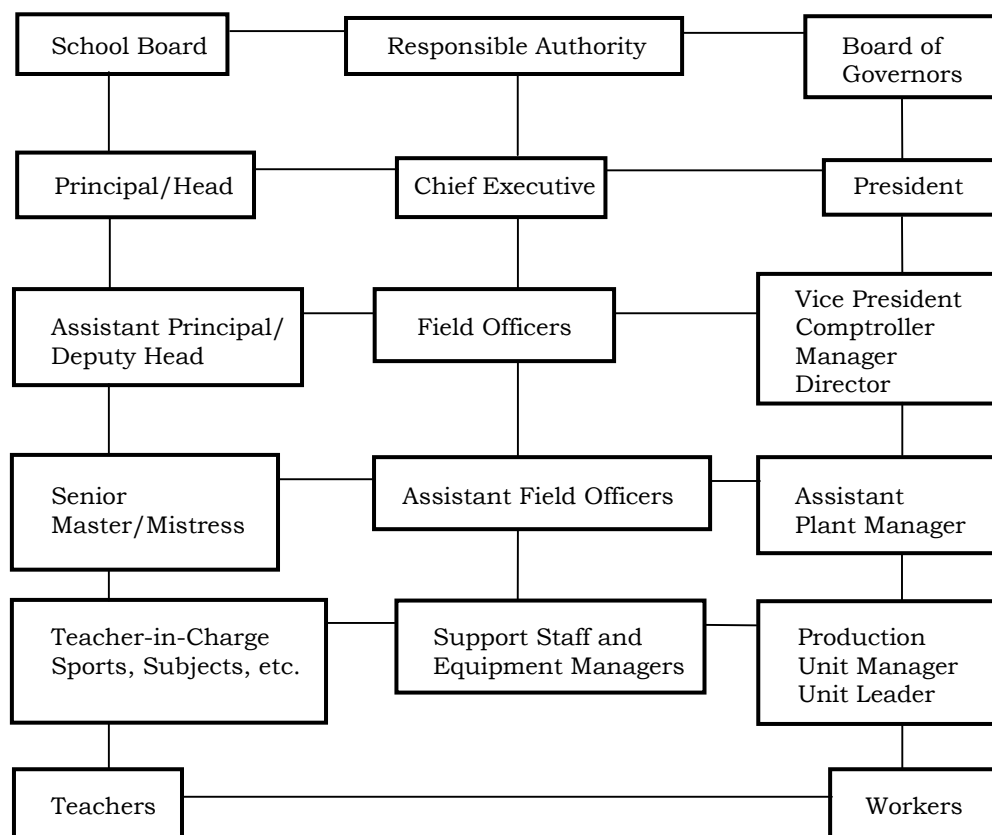 School Board
Responsible Authority
Board of
Governors
Principal/Head
Chief Executive
President
Assistant Principal/
Deputy Head
Field Officers
Vice President
Comptroller
Manager
Director
Senior
Master/Mistress
Assistant Field Officers
Assistant
Plant Manager
Teacher-in-Charge
Sports, Subjects, etc.
Support Staff and
Equipment Managers
Production
Unit Manager
Unit Leader
Teachers
Workers